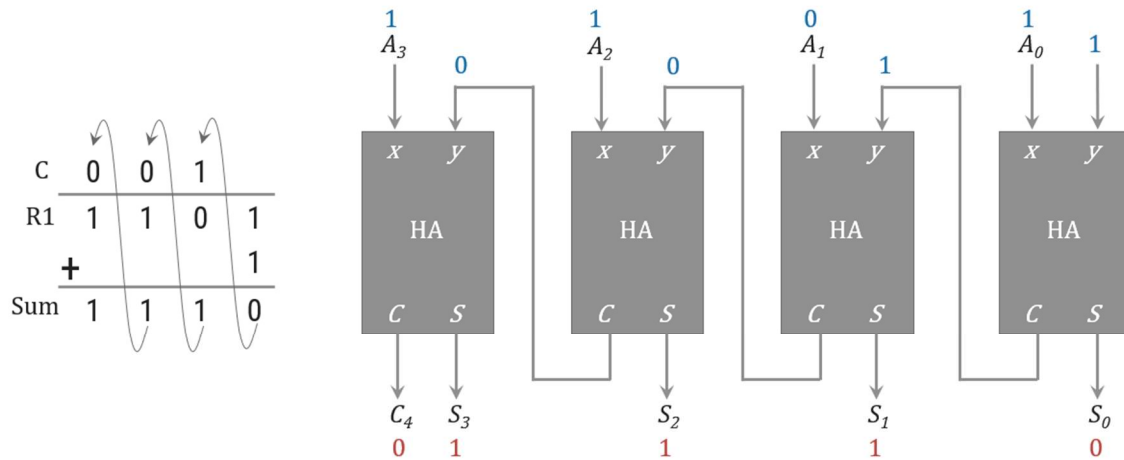 C 0 0 1
R1 1 1 0 1
+ 1
Sum 1 1 1 0
1 1 0 1
A3 A2 A1 A0 1
0 0 1
x y x y x y x y
HA HA HA HA
C S C S C S C S
C4 S3 S2 S1 S0
0 1 1 1 0